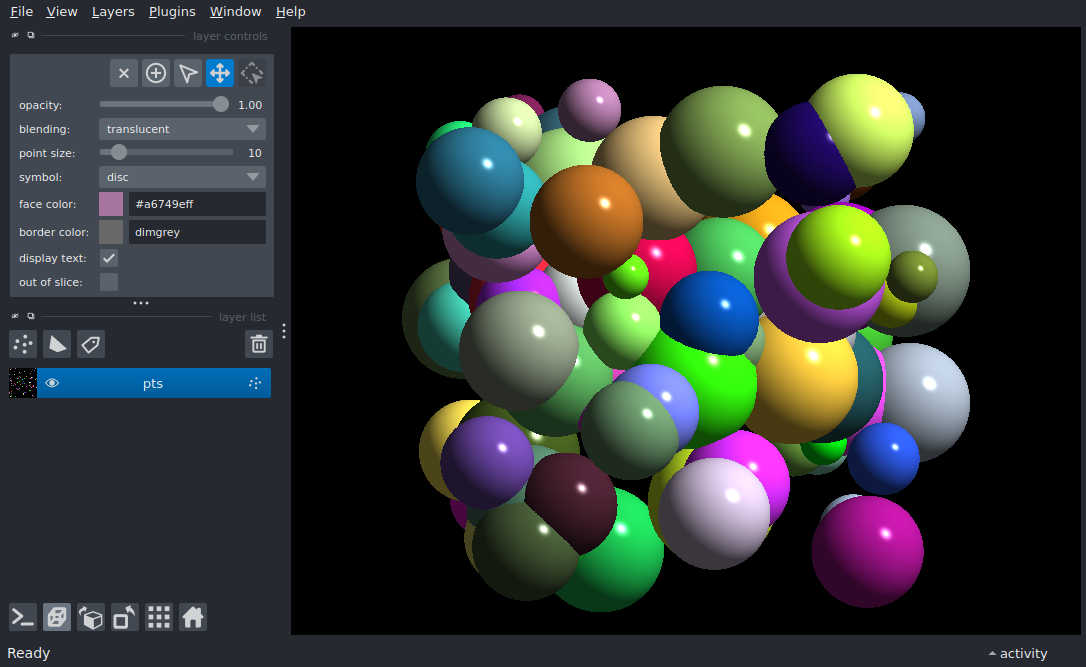 File View Layers Plugins Window Help
layer controls
opacity: 1.00
blending: translucent
point size: 10
symbol: disc
face color: #a6749eff
border color: dimgrey
display text:
out of slice:
layer list
pts
Ready activity